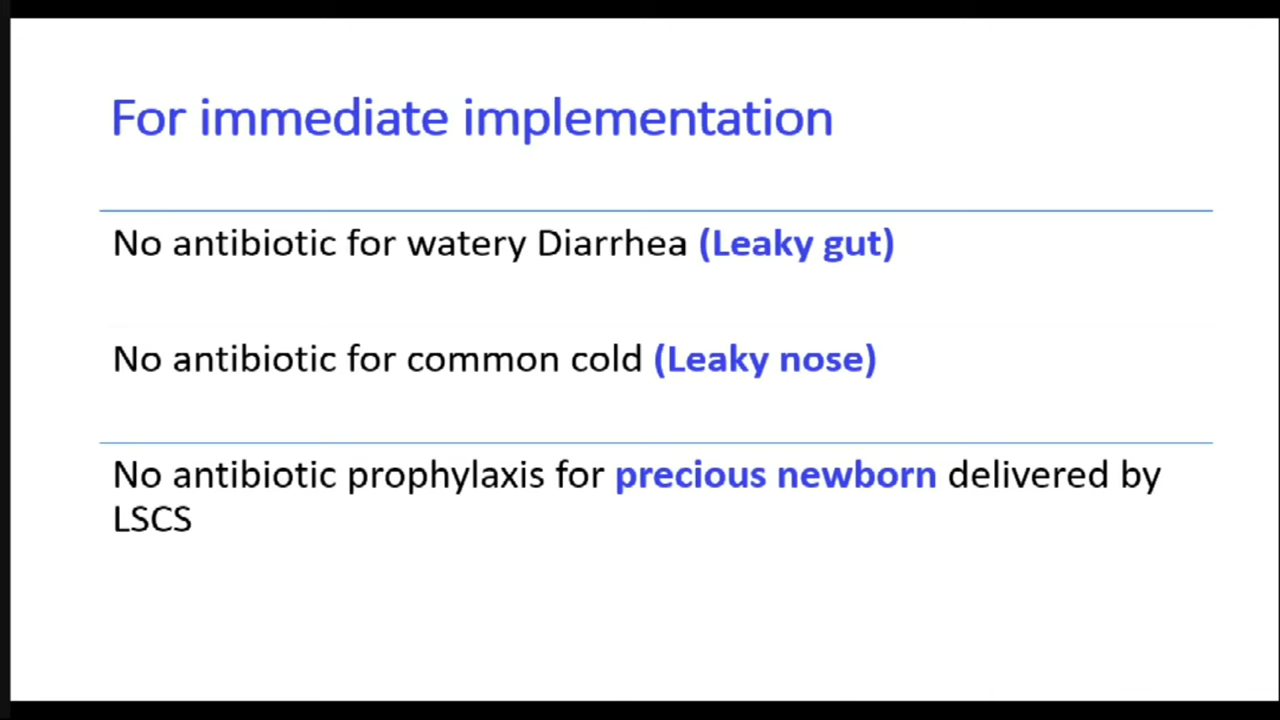 For immediate implementation
No antibiotic for watery Diarrhea (Leaky gut)
No antibiotic for common cold (Leaky nose)
No antibiotic prophylaxis for precious newborn delivered by
LSCS